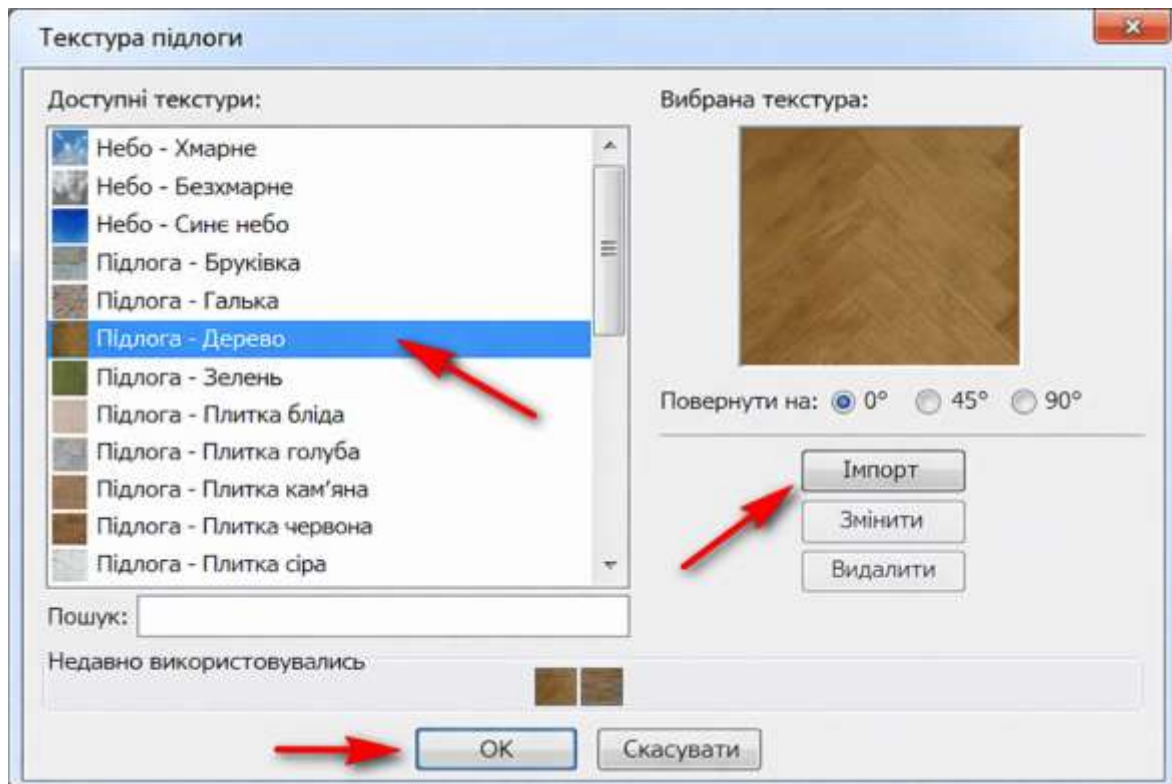 Текстура підлоги
Доступні текстури:
Небо - Хмарне
Небо - Безхмарне
Небо - Синє небо
Підлога - Бруківка
Підлога - Галька
Підлога - Дерево
Підлога - Зелень
Підлога - Плитка бліда
Підлога - Плитка голуба
Підлога - Плитка кам'яна
Підлога - Плитка червона
Підлога - Плитка сіра
Пошук:
Вибрана текстура:
Повернути на: 0° 45° 90°
Імпорт
Змінити
Видалити
Недавно використовувались
OK Скасувати